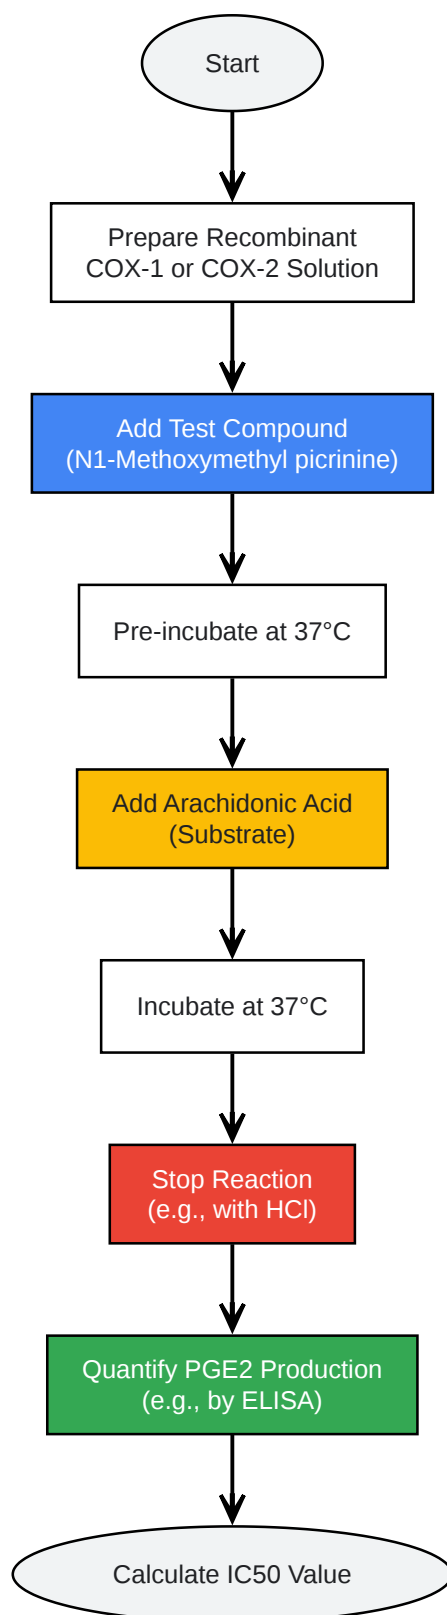 Start
Prepare Recombinant
COX-1 or COX-2 Solution
Add Test Compound
(N1-Methoxymethyl picrinine)
Pre-incubate at 37°C
Add Arachidonic Acid
(Substrate)
Incubate at 37°C
Stop Reaction
(e.g., with HCl)
Quantify PGE2 Production
(e.g., by ELISA)
Calculate IC50 Value